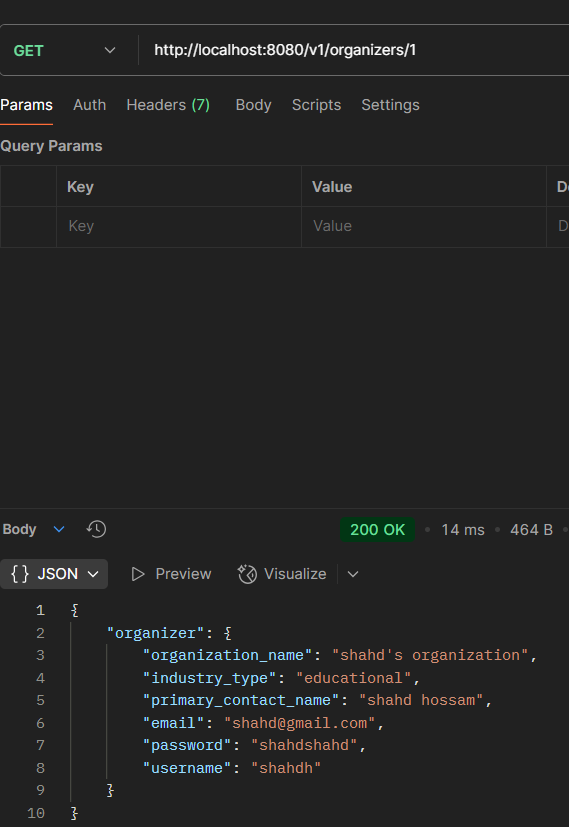 GET http://localhost:8080/v1/organizers/1
Params Auth Headers (7) Body Scripts Settings
Query Params
Key Value
Key Value
Body 200 OK • 14 ms • 464 B •
{} JSON Preview Visualize
1 {
2 "organizer": {
3 "organization_name": "shahd's organization",
4 "industry_type": "educational",
5 "primary_contact_name": "shahd hossam",
6 "email": "shahd@gmail.com",
7 "password": "shahdshahd",
8 "username": "shahdh"
9 }
10 }